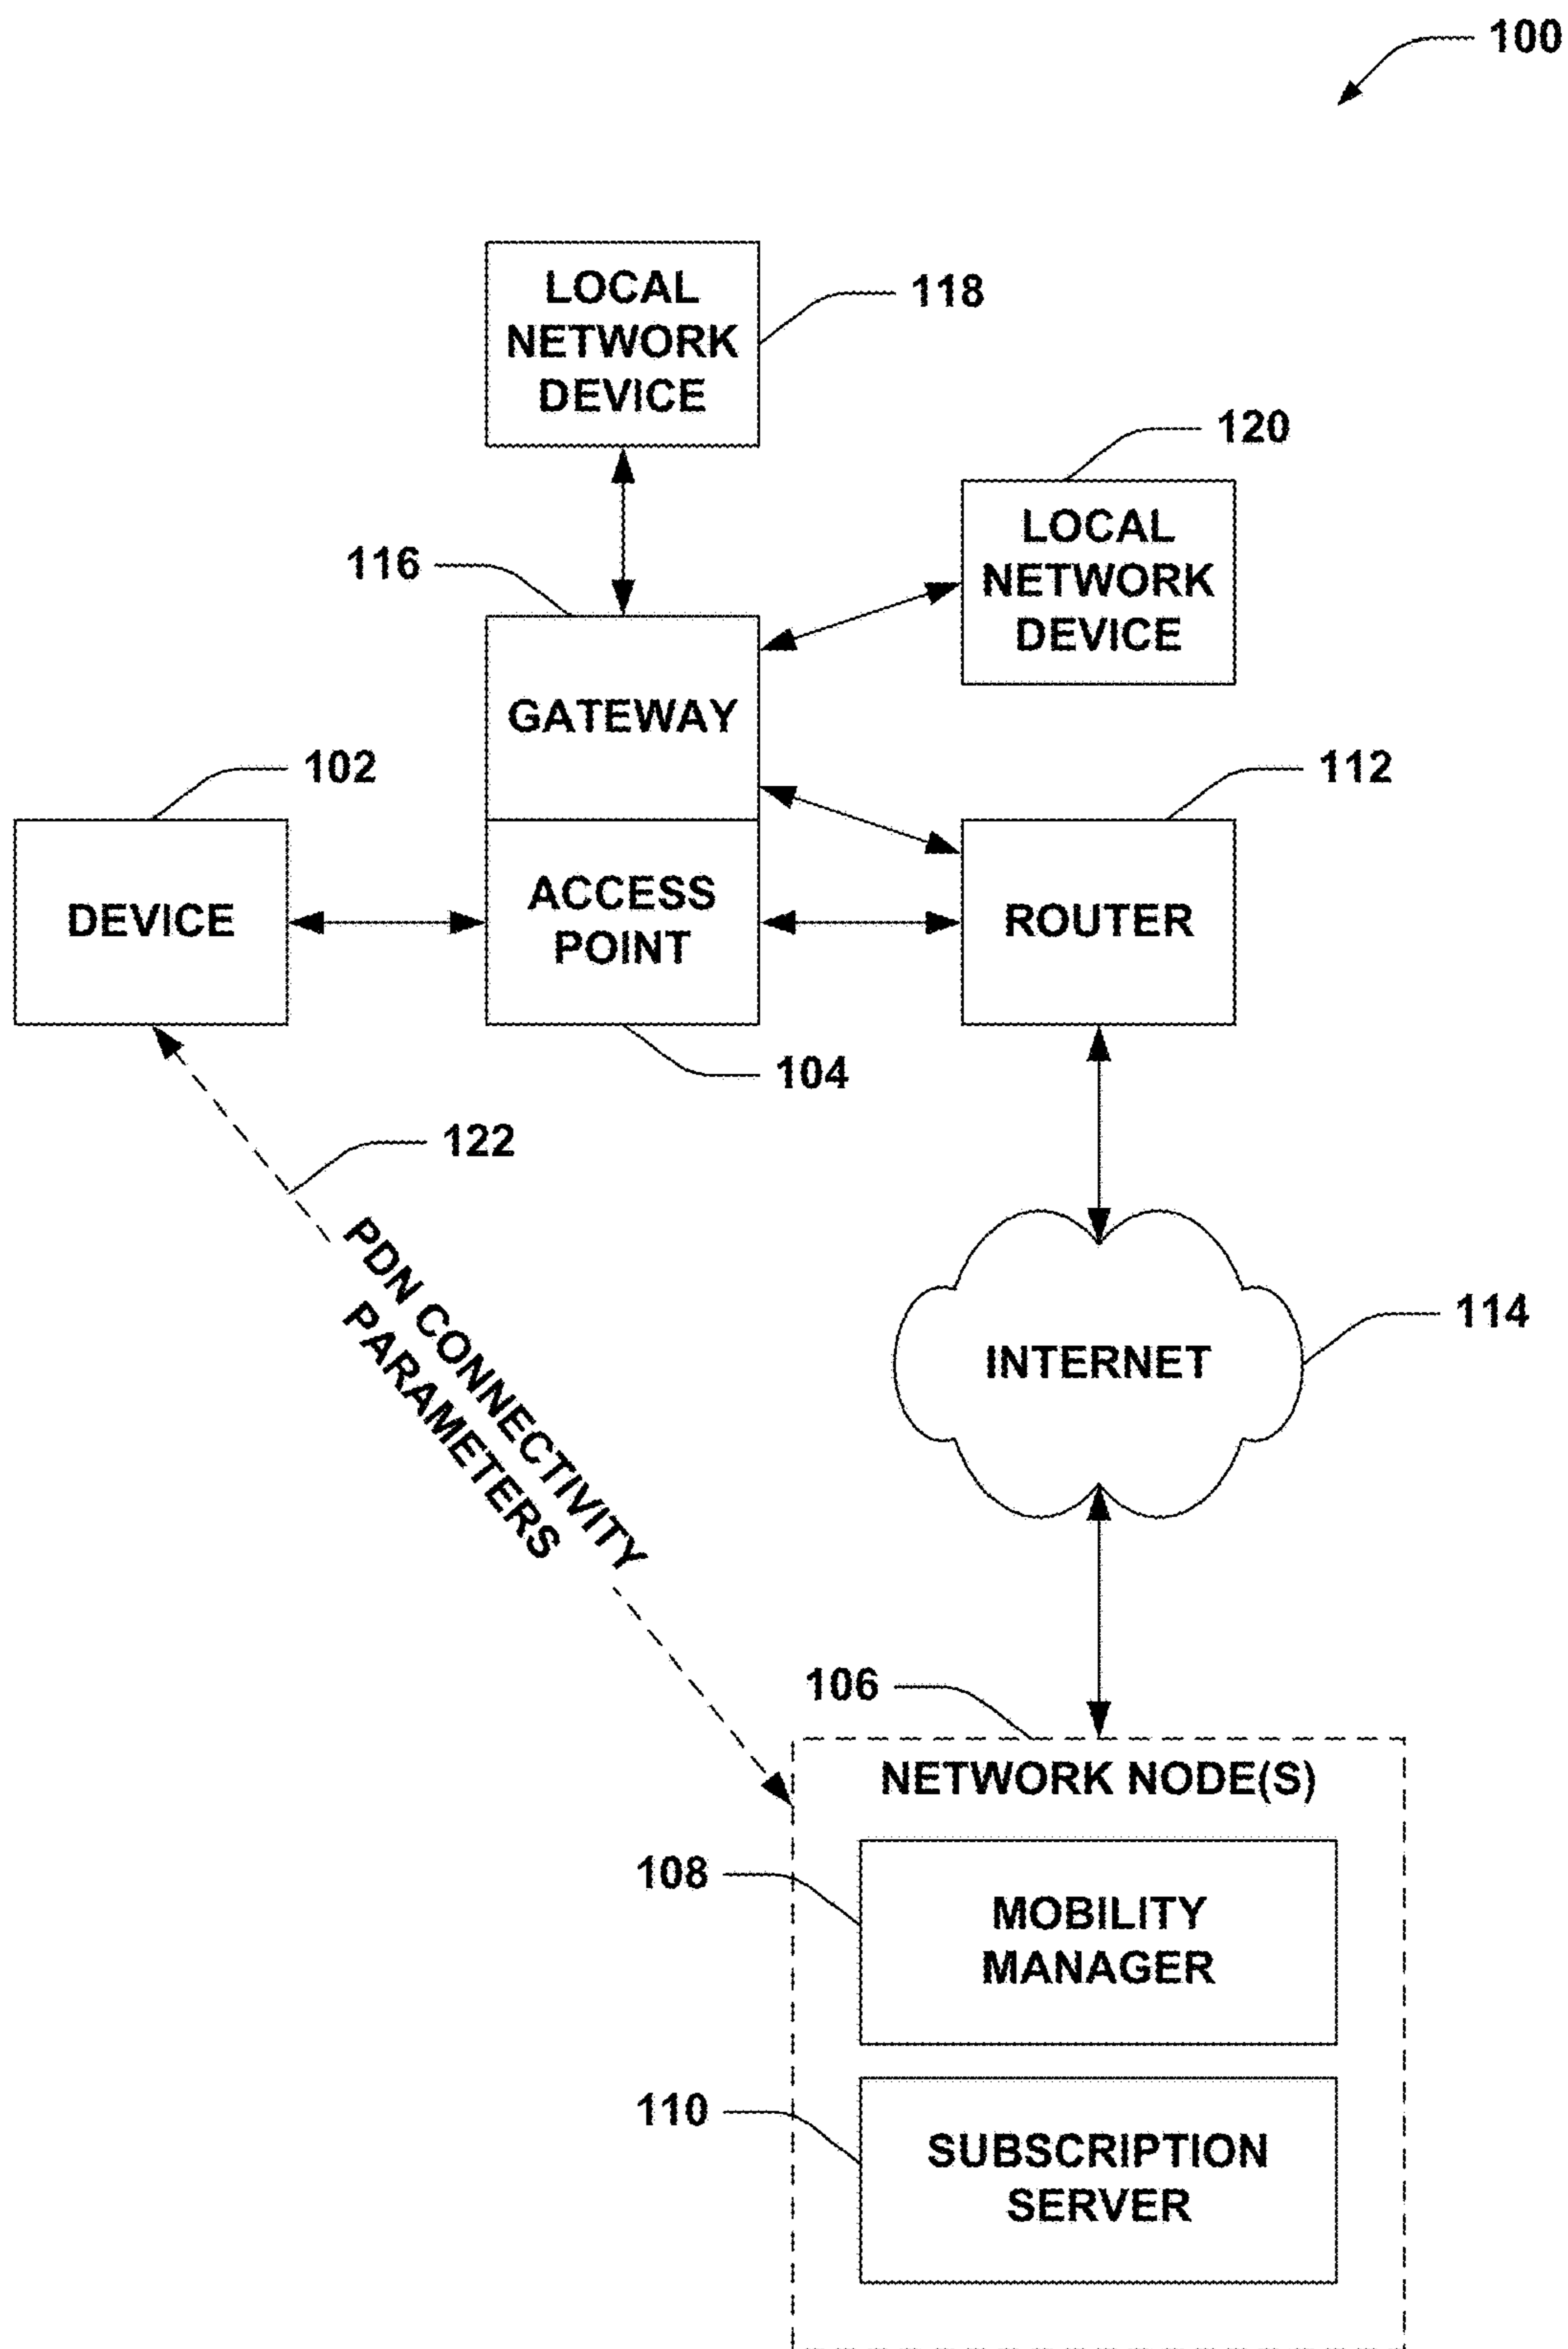 100
LOCAL
NETWORK
DEVICE
118
120
LOCAL
NETWORK
DEVICE
116
GATEWAY
102
112
DEVICE
ACCESS
POINT
ROUTER
104
122
PDN CONNECTIVITY
PARAMETERS
INTERNET
114
106
NETWORK NODE(S)
108
MOBILITY
MANAGER
110
SUBSCRIPTION
SERVER